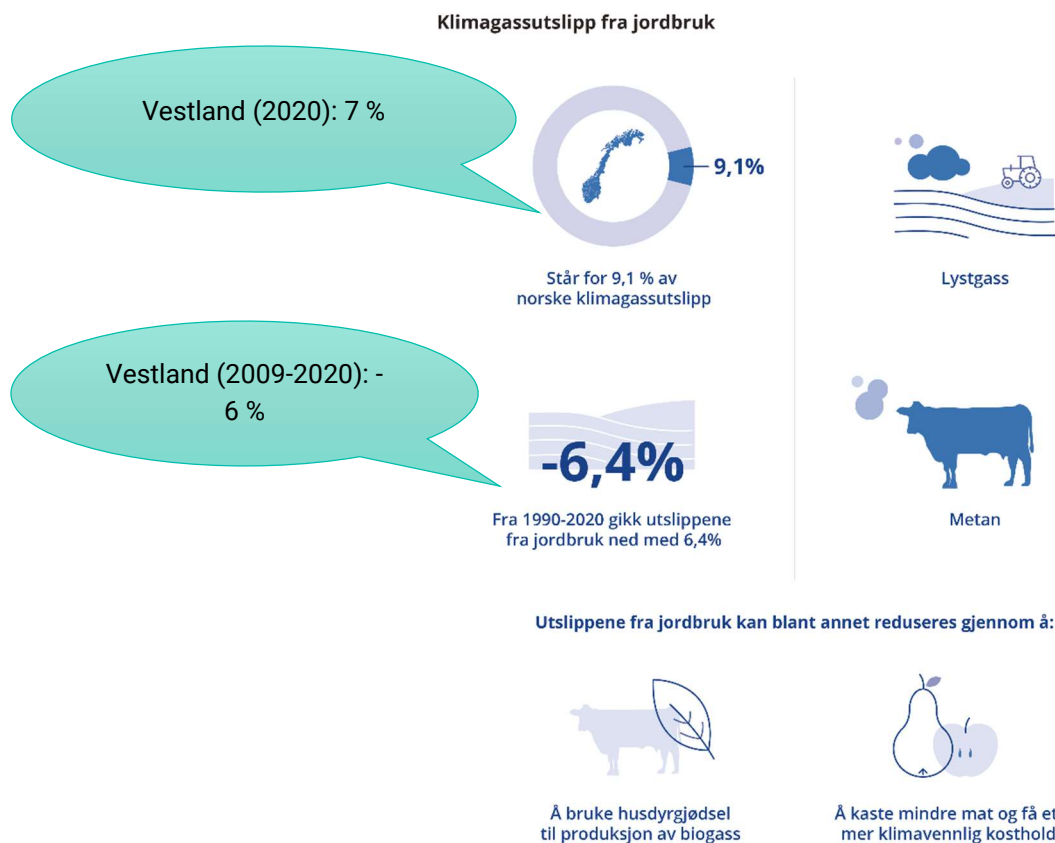 Klimagassutslipp fra jordbruk
Vestland (2020): 7 %
9,1%
Står for 9,1 % av
norske klimagassutslipp
Lystgass
Vestland (2009-2020): -
6 %
-6,4%
Fra 1990-2020 gikk utslippene
fra jordbruk ned med 6,4%
Metan
Utslippene fra jordbruk kan blant annet reduseres gjennom å:
Å bruke husdyrgjødsel
til produksjon av biogass
Å kaste mindre mat og få et
mer klimavennlig kosthold